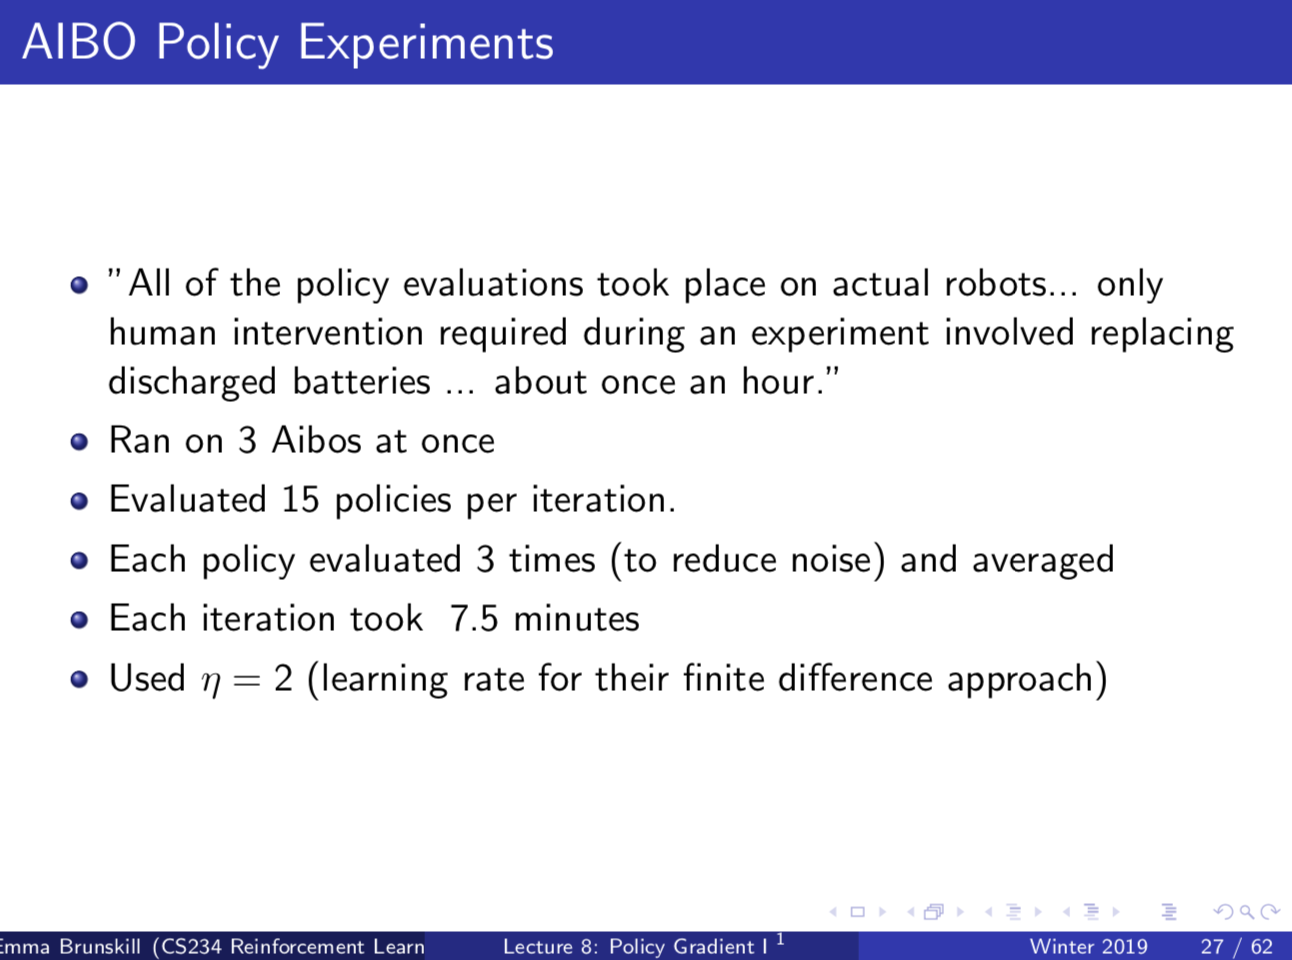 AIBO Policy Experiments
"All of the policy evaluations took place on actual robots... only
human intervention required during an experiment involved replacing
discharged batteries ... about once an hour."
Ran on 3 Aibos at once
Evaluated 15 policies per iteration.
Each policy evaluated 3 times (to reduce noise) and averaged
Each iteration took 7.5 minutes
Used η = 2 (learning rate for their finite difference approach)
Emma Brunskill (CS234 Reinforcement Learn
Lecture 8: Policy Gradient I 1
Winter 2019
27 / 62